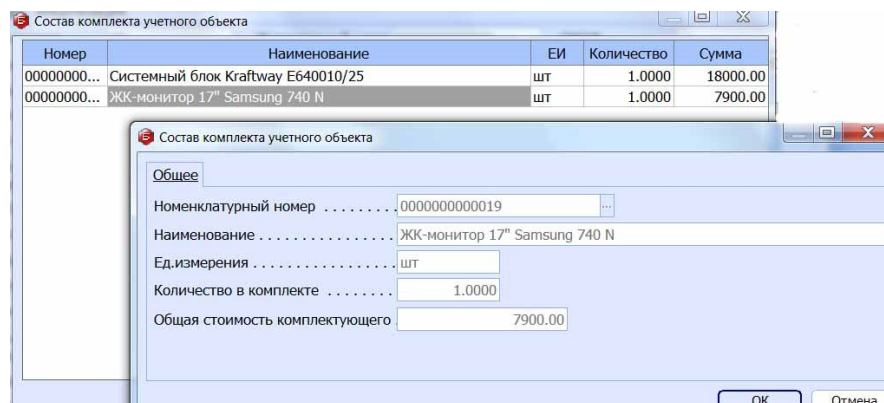 Состав комплекта учетного объекта
Номер Наименование ЕИ Количество Сумма
00000000... Системный блок Kraftway E640010/25 шт 1.0000 18000.00
00000000... ЖК-монитор 17" Samsung 740 N шт 1.0000 7900.00
Состав комплекта учетного объекта
Общее
Номенклатурный номер . . . . . . . . . 0000000000019 ...
Наименование . . . . . . . . . . . . . . . . ЖК-монитор 17" Samsung 740 N
Ед.измерения . . . . . . . . . . . . . . . . . шт
Количество в комплекте . . . . . . . . 1.0000
Общая стоимость комплектующего . 7900.00
OK Отмена